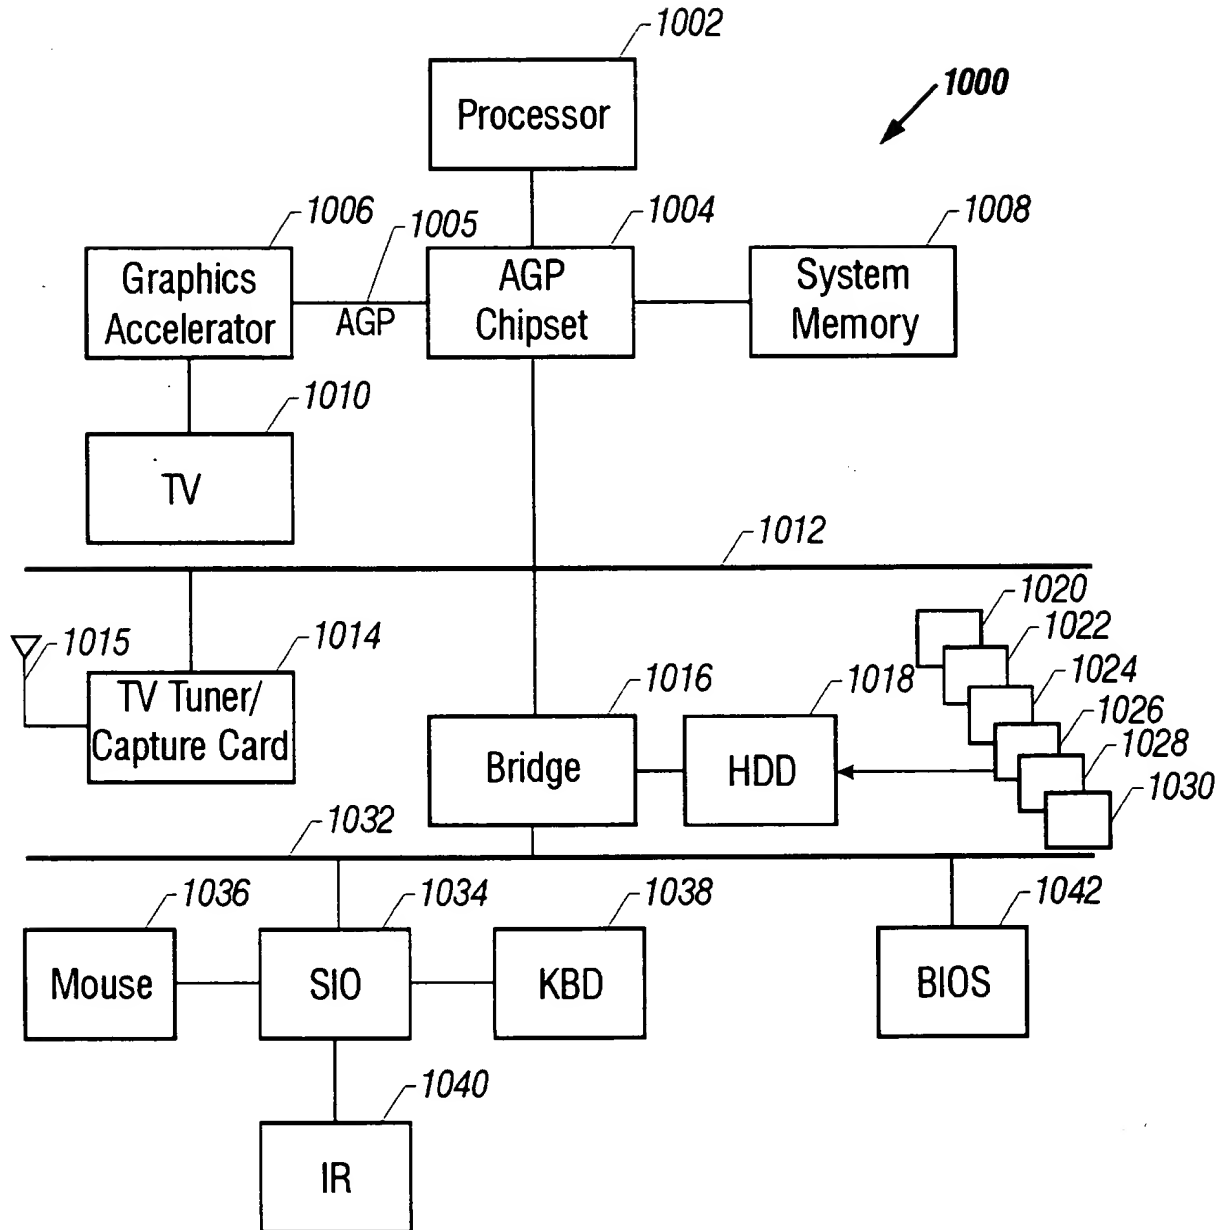 1002
Processor
1000
1006
1005
1004
1008
Graphics
Accelerator
AGP
AGP
Chipset
System
Memory
1010
TV
1012
1015
1014
TV Tuner/
Capture Card
1016
Bridge
1018
HDD
1020
1022
1024
1026
1028
1030
1032
1036
Mouse
1034
SIO
1038
KBD
1042
BIOS
1040
IR